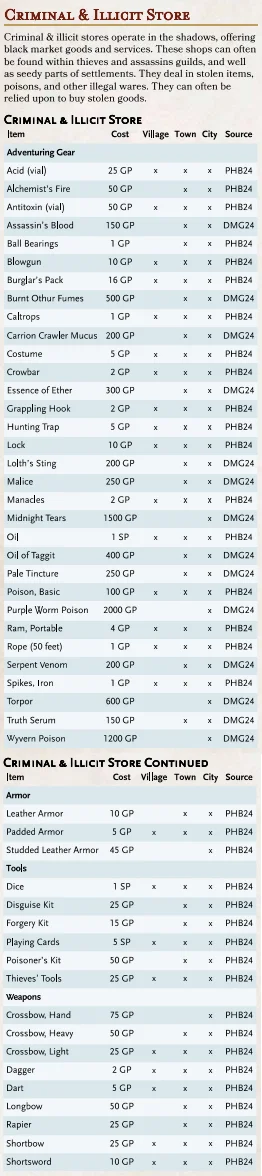 Criminal & Illicit Store
Criminal & illicit stores operate in the shadows, offering
black market goods and services. These shops can often
be found within thieves and assassins guilds, and well
as seedy parts of settlements. They deal in stolen items,
poisons, and other illegal wares. They can often be
relied upon to buy stolen goods.
Criminal & Illicit Store
Item Cost Village Town City Source
Adventuring Gear
Acid (vial) 25 GP x x x PHB24
Alchemist's Fire 50 GP x x PHB24
Antitoxin (vial) 50 GP x x x PHB24
Assassin's Blood 150 GP x x DMG24
Ball Bearings 1 GP x x PHB24
Blowgun 10 GP x x x PHB24
Burglar's Pack 16 GP x x x PHB24
Burnt Othur Fumes 500 GP x x DMG24
Caltrops 1 GP x x x PHB24
Carrion Crawler Mucus 200 GP x x DMG24
Costume 5 GP x x x PHB24
Crowbar 2 GP x x x PHB24
Essence of Ether 300 GP x x DMG24
Grappling Hook 2 GP x x x PHB24
Hunting Trap 5 GP x x x PHB24
Lock 10 GP x x x PHB24
Lolth's Sting 200 GP x x DMG24
Malice 250 GP x x DMG24
Manacles 2 GP x x x PHB24
Midnight Tears 1500 GP x DMG24
Oil 1 SP x x x PHB24
Oil of Taggit 400 GP x x DMG24
Pale Tincture 250 GP x x DMG24
Poison, Basic 100 GP x x x PHB24
Purple Worm Poison 2000 GP x DMG24
Ram, Portable 4 GP x x x PHB24
Rope (50 feet) 1 GP x x x PHB24
Serpent Venom 200 GP x x DMG24
Spikes, Iron 1 GP x x x PHB24
Torpor 600 GP x DMG24
Truth Serum 150 GP x x DMG24
Wyvern Poison 1200 GP x DMG24
Criminal & Illicit Store Continued
Item Cost Village Town City Source
Armor
Leather Armor 10 GP x x PHB24
Padded Armor 5 GP x x x PHB24
Studded Leather Armor 45 GP x PHB24
Tools
Dice 1 SP x x x PHB24
Disguise Kit 25 GP x x PHB24
Forgery Kit 15 GP x x PHB24
Playing Cards 5 SP x x x PHB24
Poisoner's Kit 50 GP x x PHB24
Thieves' Tools 25 GP x x x PHB24
Weapons
Crossbow, Hand 75 GP x PHB24
Crossbow, Heavy 50 GP x x PHB24
Crossbow, Light 25 GP x x x PHB24
Dagger 2 GP x x x PHB24
Dart 5 GP x x x PHB24
Longbow 50 GP x x PHB24
Rapier 25 GP x x PHB24
Shortbow 25 GP x x x PHB24
Shortsword 10 GP x x x PHB24